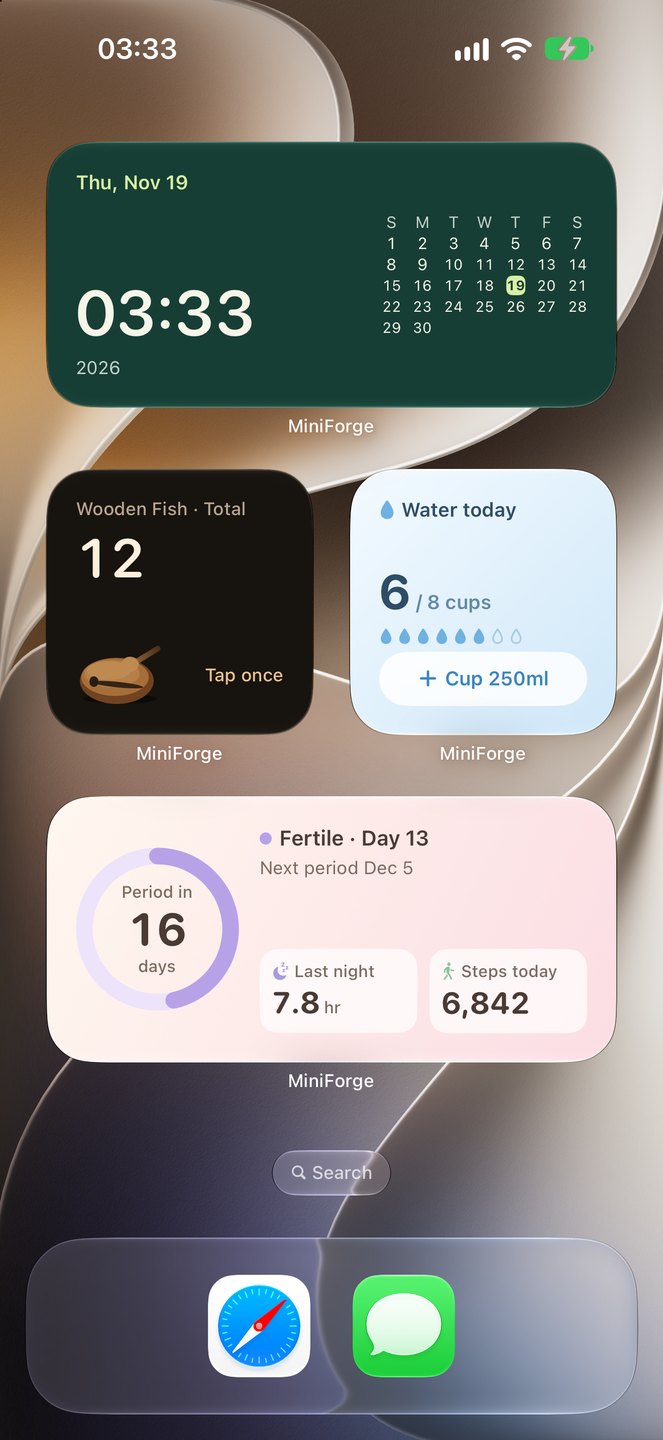 03:33
Thu, Nov 19
03:33
2026
S M T W T F S
1 2 3 4 5 6 7
8 9 10 11 12 13 14
15 16 17 18 19 20 21
22 23 24 25 26 27 28
29 30
MiniForge
Wooden Fish · Total
12
Tap once
MiniForge
Water today
6 / 8 cups
+ Cup 250ml
MiniForge
Period in
16
days
Fertile · Day 13
Next period Dec 5
Last night
7.8 hr
Steps today
6,842
MiniForge
Search